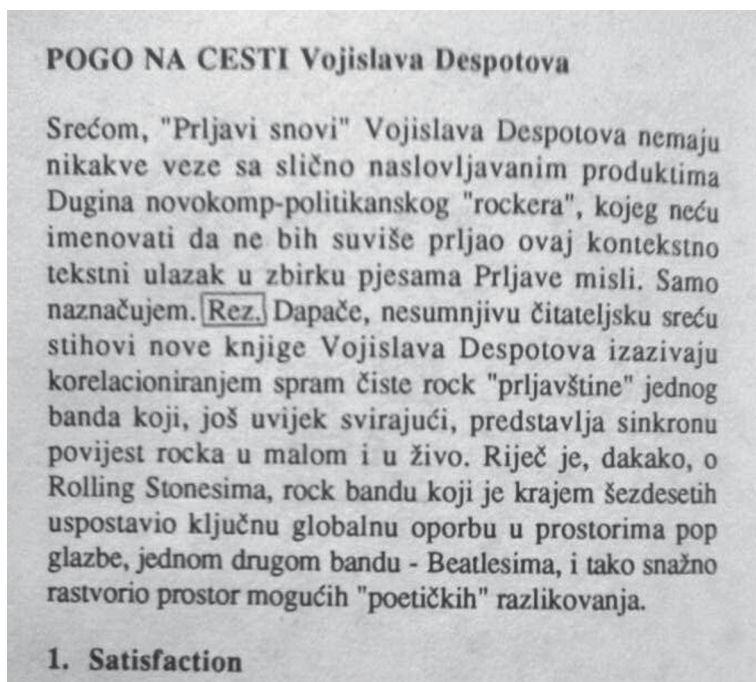 POGO NA CESTI Vojislava Despotova
Srećom, "Prljavi snovi" Vojislava Despotova nemaju
nikakve veze sa slično naslovljavanim produktima
Dugina novokomp-politikanskog "rockera", kojeg neću
imenovati da ne bih suviše prljao ovaj kontekstno
tekstni ulazak u zbirku pjesama Prljave misli. Samo
naznačujem. Rez. Dapače, nesumnjivu čitateljsku sreću
stihovi nove knjige Vojislava Despotova izazivaju
korelacioniranjem spram čiste rock "prljavštine" jednog
banda koji, još uvijek svirajući, predstavlja sinkronu
povijest rocka u malom i u živo. Riječ je, dakako, o
Rolling Stonesima, rock bandu koji je krajem šezdesetih
uspostavio ključnu globalnu oporbu u prostorima pop
glazbe, jednom drugom bandu - Beatlesima, i tako snažno
rastvorio prostor mogućih "poetičkih" razlikovanja.
1. Satisfaction